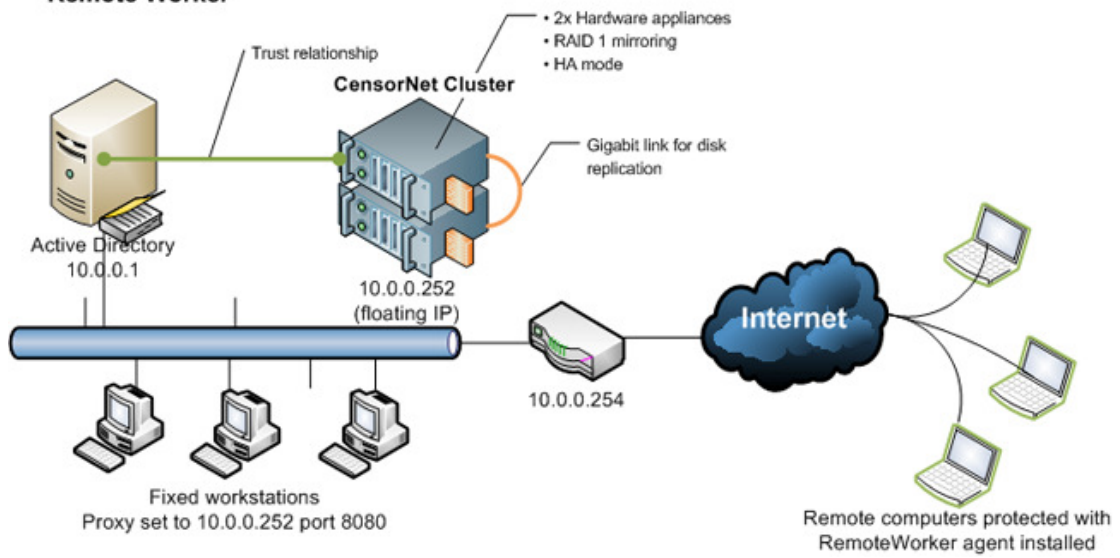 Remote Worker
• 2x Hardware appliances
• RAID 1 mirroring
• HA mode
Trust relationship
CensorNet Cluster
Gigabit link for disk
replication
Active Directory
10.0.0.1
10.0.0.252
(floating IP)
Internet
10.0.0.254
Fixed workstations
Proxy set to 10.0.0.252 port 8080
Remote computers protected with
RemoteWorker agent installed